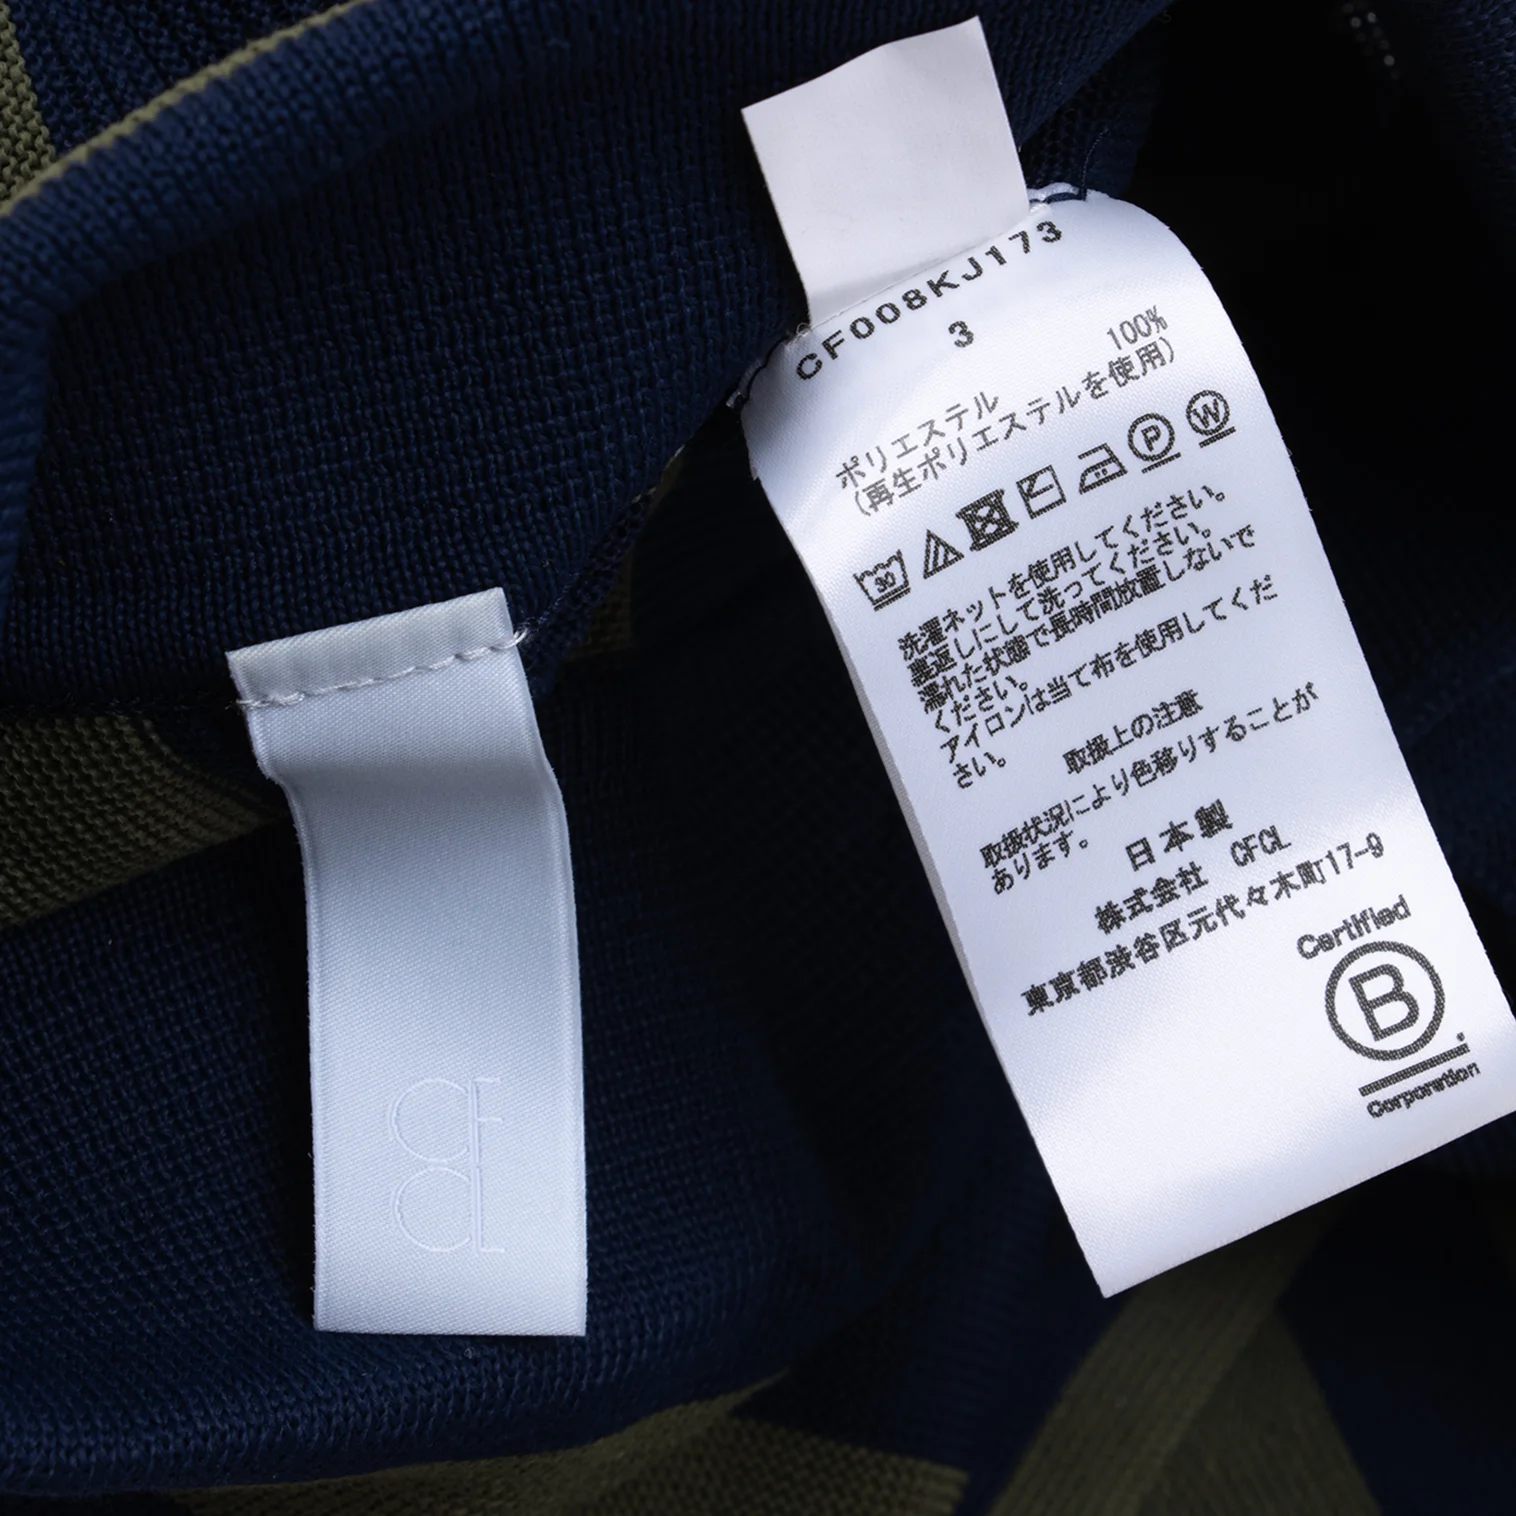 CF008KJ173
3
ポリエステル 100%
(再生ポリエステルを使用)
30 P W
洗濯ネットを使用してください。
裏返しにして洗ってください。
濡れた状態で長時間放置しないで
ください。
アイロンは当て布を使用してくだ
さい。
取扱上の注意
取扱状況により色移りすることが
あります。
日本製
株式会社 CFCL
東京都渋谷区元代々木町17-9
Certified
B
Corporation
CF
CL